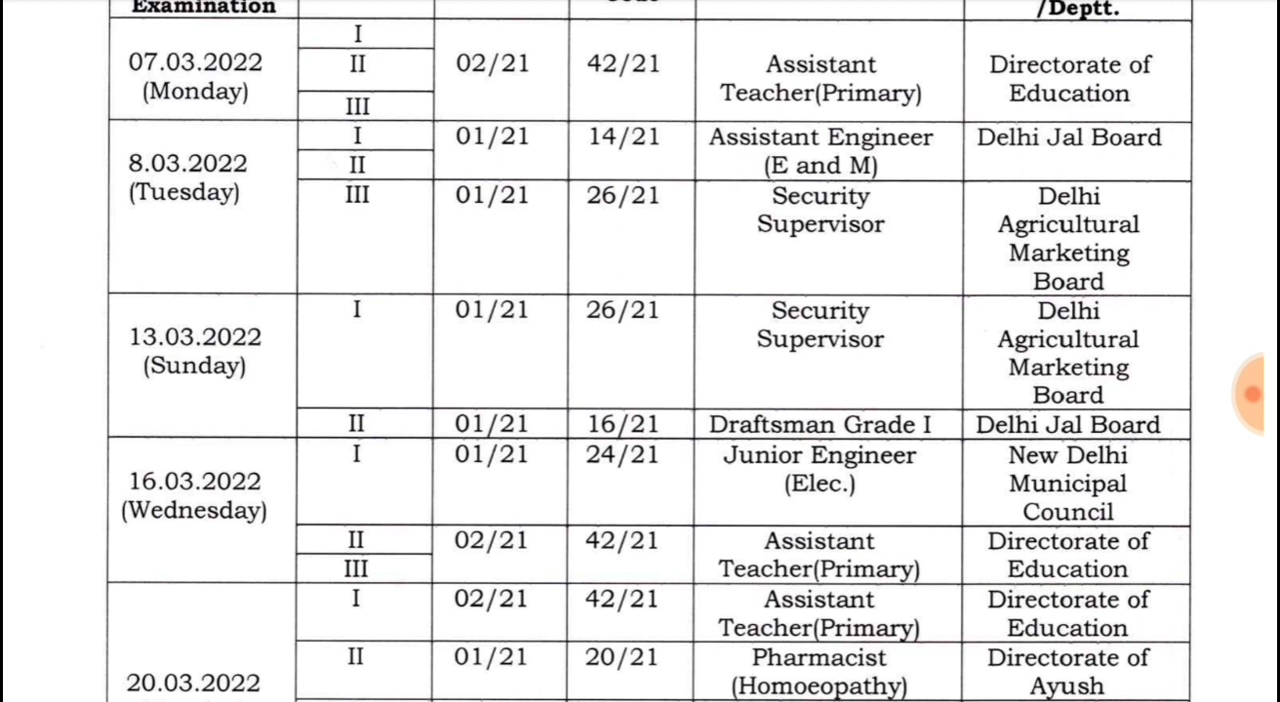 Examination /Deptt.
I
07.03.2022 II 02/21 42/21 Assistant Directorate of
(Monday) Teacher(Primary) Education
III
I 01/21 14/21 Assistant Engineer Delhi Jal Board
8.03.2022 II (E and M)
(Tuesday) III 01/21 26/21 Security Delhi
Supervisor Agricultural
Marketing
Board
I 01/21 26/21 Security Delhi
13.03.2022 Supervisor Agricultural
(Sunday) Marketing
Board
II 01/21 16/21 Draftsman Grade I Delhi Jal Board
I 01/21 24/21 Junior Engineer New Delhi
16.03.2022 (Elec.) Municipal
(Wednesday) Council
II 02/21 42/21 Assistant Directorate of
III Teacher(Primary) Education
I 02/21 42/21 Assistant Directorate of
Teacher(Primary) Education
II 01/21 20/21 Pharmacist Directorate of
20.03.2022 (Homoeopathy) Ayush